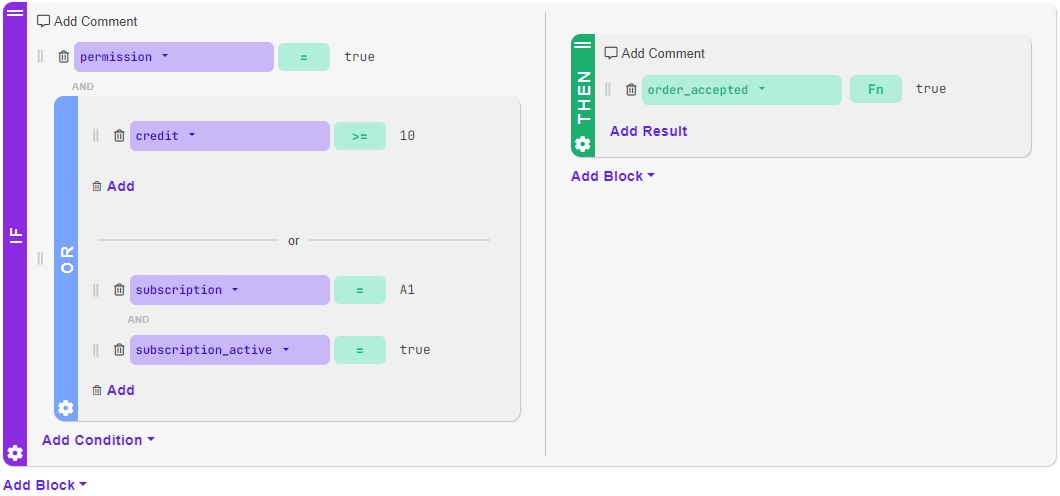 IF
Add Comment
permission = true
AND
OR
credit >= 10
Add
or
subscription = A1
AND
subscription_active = true
Add
Add Condition
THEN
Add Comment
order_accepted Fn true
Add Result
Add Block
Add Block